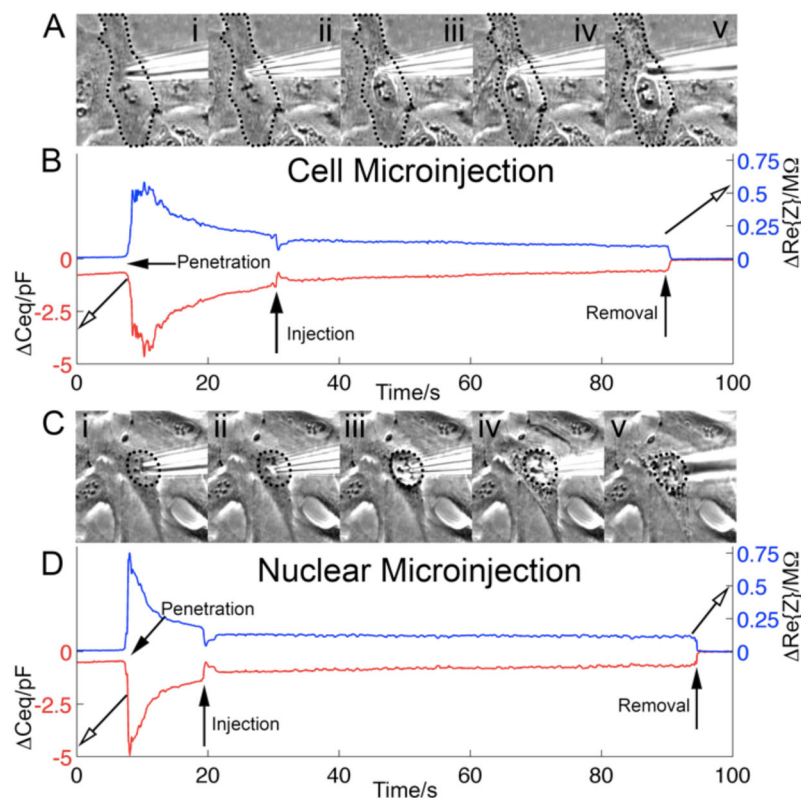 A
i ii iii iv v
B
Cell Microinjection
0.75
0.5
0.25
0
ΔRe{Z}/MΩ
0
-2.5
-5
ΔCeq/pF
Penetration
Injection
Removal
0 20 40 60 80 100
Time/s
C
i ii iii iv v
D
Nuclear Microinjection
0.75
0.5
0.25
0
ΔRe{Z}/MΩ
0
-2.5
-5
ΔCeq/pF
Penetration
Injection
Removal
0 20 40 60 80 100
Time/s